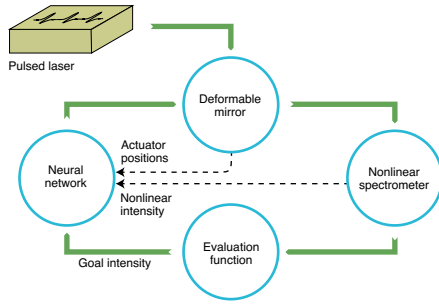 Pulsed laser
Deformable
mirror
Actuator
positions
Neural
network
Nonlinear
intensity
Nonlinear
spectrometer
Evaluation
function
Goal intensity